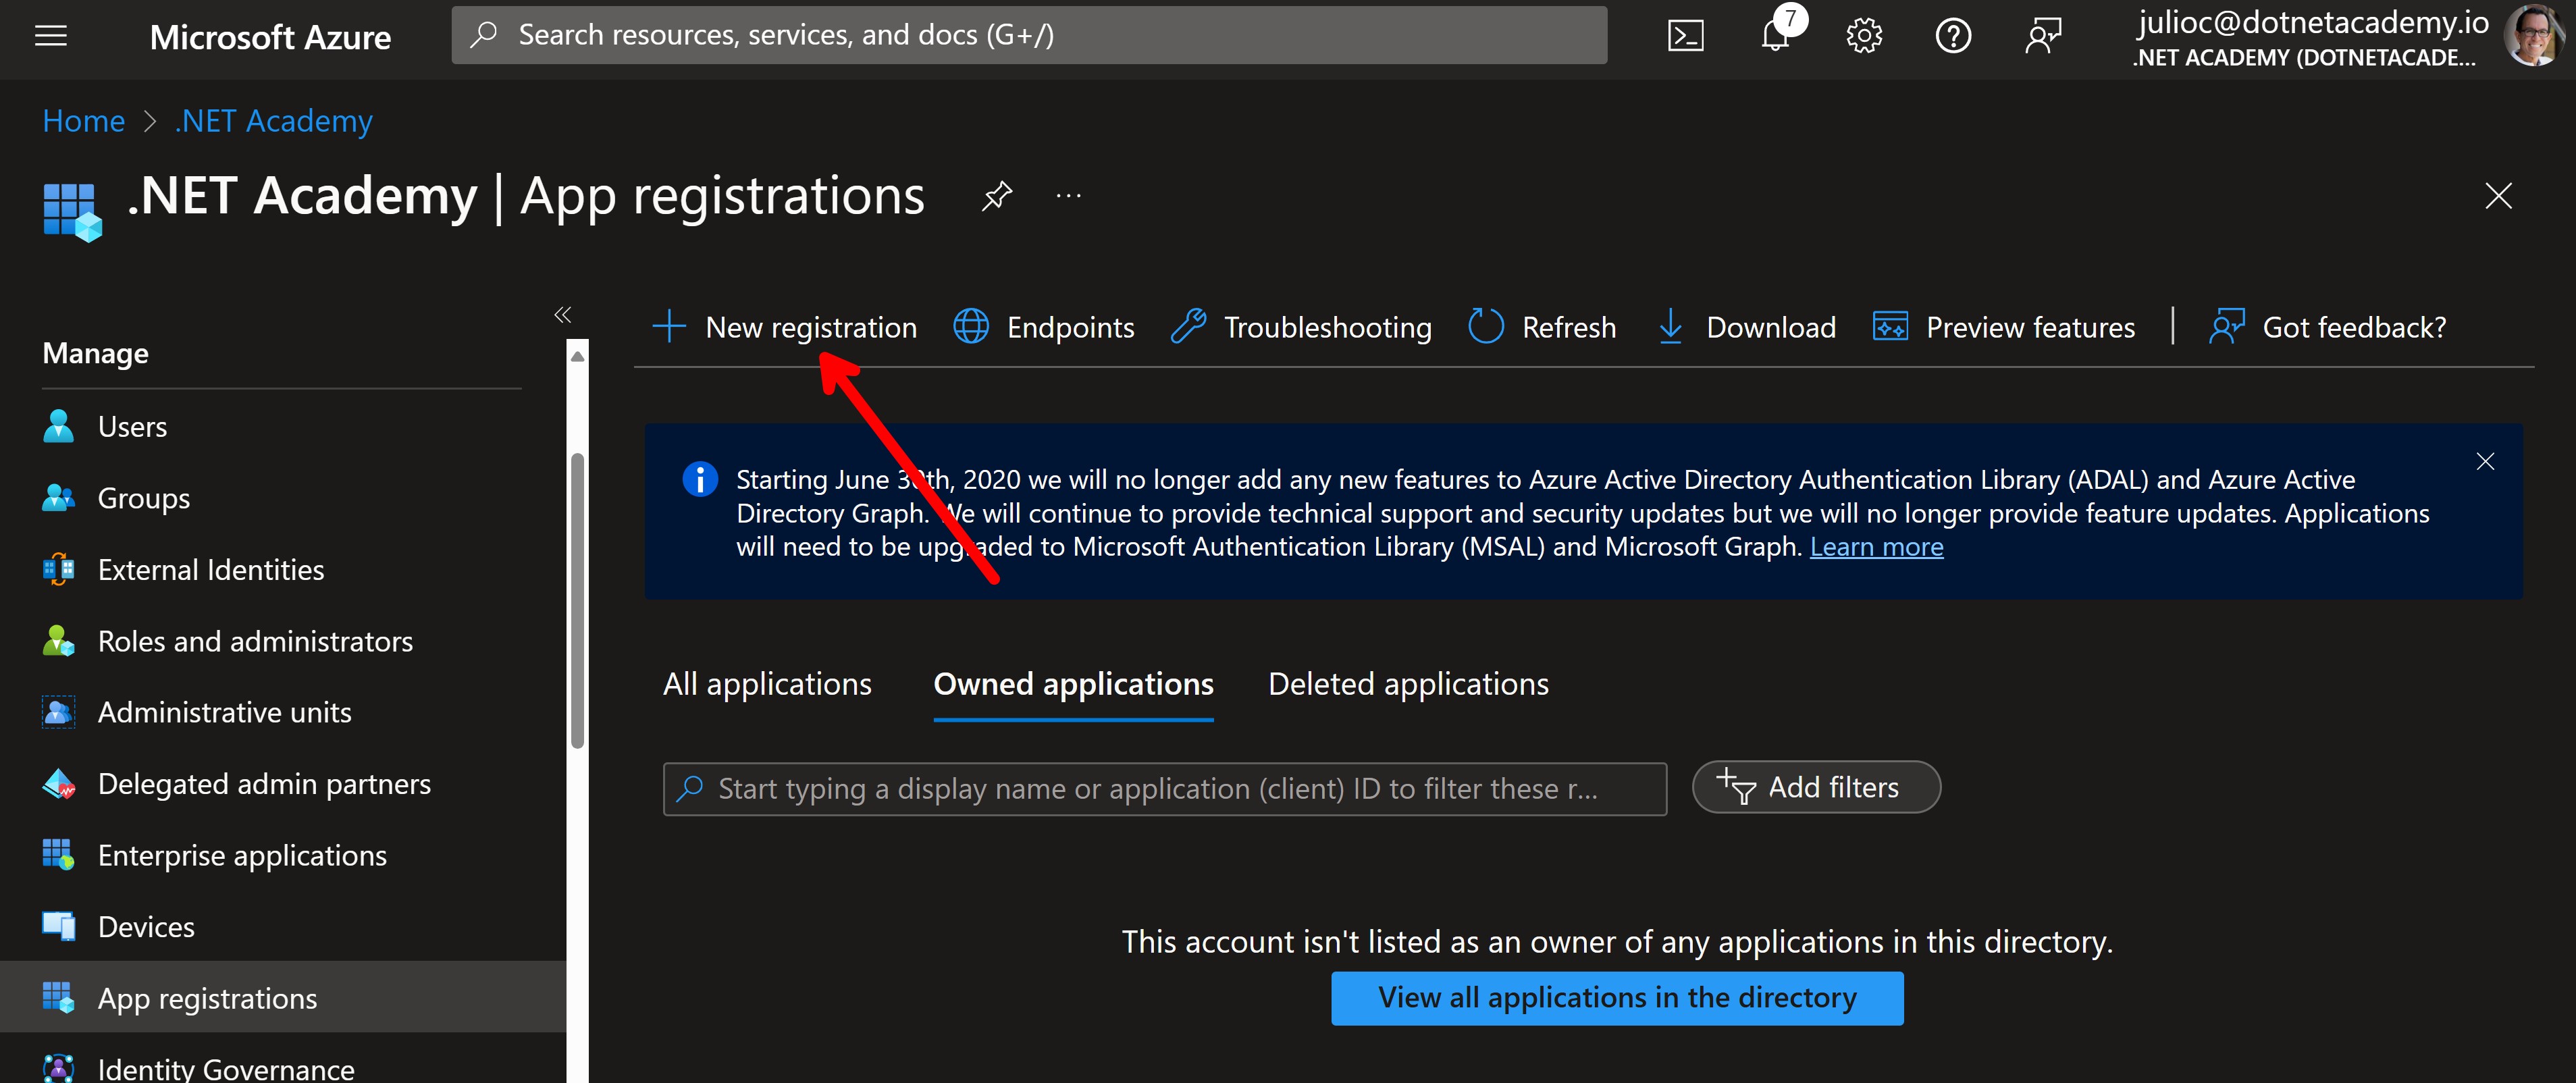 Microsoft Azure
Search resources, services, and docs (G+/)
7
julioc@dotnetacademy.io
.NET ACADEMY (DOTNETACADE...
Home > .NET Academy
.NET Academy | App registrations
...
«
Manage
Users
Groups
External Identities
Roles and administrators
Administrative units
Delegated admin partners
Enterprise applications
Devices
App registrations
Identity Governance
New registration Endpoints Troubleshooting Refresh Download Preview features | Got feedback?
Starting June 30th, 2020 we will no longer add any new features to Azure Active Directory Authentication Library (ADAL) and Azure Active
Directory Graph. We will continue to provide technical support and security updates but we will no longer provide feature updates. Applications
will need to be upgraded to Microsoft Authentication Library (MSAL) and Microsoft Graph. Learn more
All applications Owned applications Deleted applications
Start typing a display name or application (client) ID to filter these r...
Add filters
This account isn't listed as an owner of any applications in this directory.
View all applications in the directory